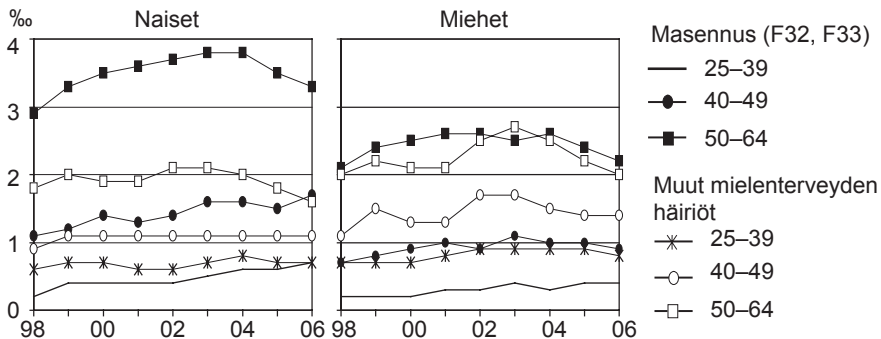 ‰ Naiset Miehet
4
3
2
1
0
98 00 02 04 06 98 00 02 04 06
Masennus (F32, F33)
25–39
40–49
50–64
Muut mielenterveyden
häiriöt
25–39
40–49
50–64